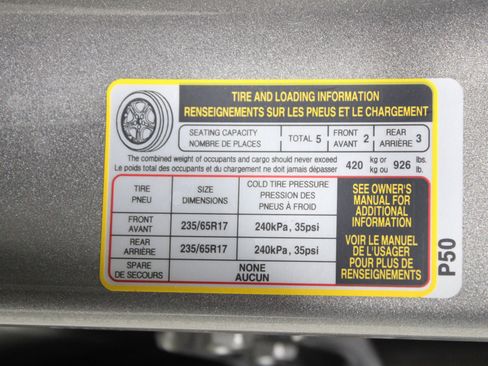 TIRE AND LOADING INFORMATION
RENSEIGNEMENTS SUR LES PNEUS ET LE CHARGEMENT
SEATING CAPACITY
NOMBRE DE PLACES
TOTAL 5
FRONT
AVANT 2
REAR
ARRIÈRE 3
The combined weight of occupants and cargo should never exceed
Le poids total des occupants et du chargement ne doit jamais dépasser
420 kg or
kg ou
926 lbs.
lb.
TIRE
PNEU
SIZE
DIMENSIONS
COLD TIRE PRESSURE
PRESSION DES
PNEUS À FROID
FRONT
AVANT
235/65R17
240kPa, 35psi
REAR
ARRIÈRE
235/65R17
240kPa, 35psi
SPARE
DE SECOURS
NONE
AUCUN
SEE OWNER'S
MANUAL FOR
ADDITIONAL
INFORMATION
VOIR LE MANUEL
DE L'USAGER
POUR PLUS DE
RENSEIGNEMENTS
P50